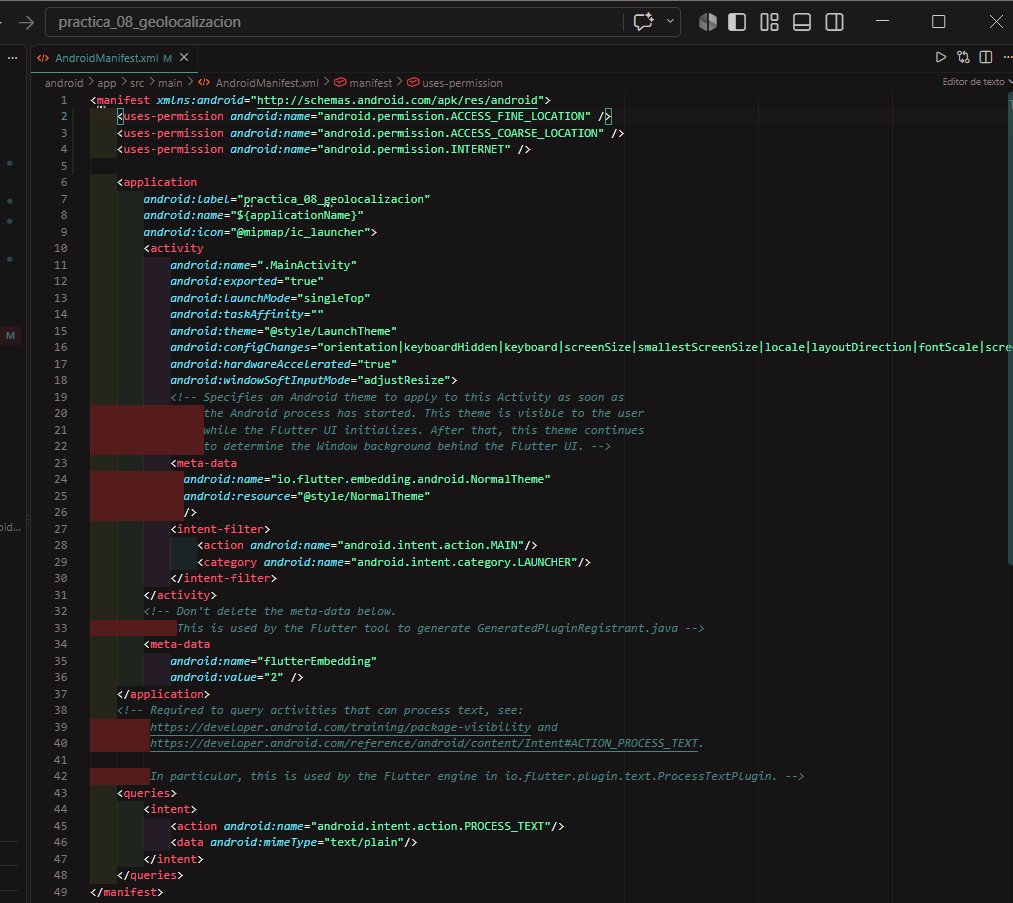 practica_08_geolocalizacion
AndroidManifest.xml M
android > app > src > main > AndroidManifest.xml > manifest > uses-permission
Editor de texto
1 <manifest xmlns:android="http://schemas.android.com/apk/res/android">
2 <uses-permission android:name="android.permission.ACCESS_FINE_LOCATION" />
3 <uses-permission android:name="android.permission.ACCESS_COARSE_LOCATION" />
4 <uses-permission android:name="android.permission.INTERNET" />
5
6 <application
7 android:label="practica_08_geolocalizacion"
8 android:name="${applicationName}"
9 android:icon="@mipmap/ic_launcher">
10 <activity
11 android:name=".MainActivity"
12 android:exported="true"
13 android:launchMode="singleTop"
14 android:taskAffinity=""
15 android:theme="@style/LaunchTheme"
16 android:configChanges="orientation|keyboardHidden|keyboard|screenSize|smallestScreenSize|locale|layoutDirection|fontScale|scre
17 android:hardwareAccelerated="true"
18 android:windowSoftInputMode="adjustResize">
19 <!-- Specifies an Android theme to apply to this Activity as soon as
20 the Android process has started. This theme is visible to the user
21 while the Flutter UI initializes. After that, this theme continues
22 to determine the Window background behind the Flutter UI. -->
23 <meta-data
24 android:name="io.flutter.embedding.android.NormalTheme"
25 android:resource="@style/NormalTheme"
26 />
27 <intent-filter>
28 <action android:name="android.intent.action.MAIN"/>
29 <category android:name="android.intent.category.LAUNCHER"/>
30 </intent-filter>
31 </activity>
32 <!-- Don't delete the meta-data below.
33 This is used by the Flutter tool to generate GeneratedPluginRegistrant.java -->
34 <meta-data
35 android:name="flutterEmbedding"
36 android:value="2" />
37 </application>
38 <!-- Required to query activities that can process text, see:
39 https://developer.android.com/training/package-visibility and
40 https://developer.android.com/reference/android/content/Intent#ACTION_PROCESS_TEXT.
41
42 In particular, this is used by the Flutter engine in io.flutter.plugin.text.ProcessTextPlugin. -->
43 <queries>
44 <intent>
45 <action android:name="android.intent.action.PROCESS_TEXT"/>
46 <data android:mimeType="text/plain"/>
47 </intent>
48 </queries>
49 </manifest>
M
oid...